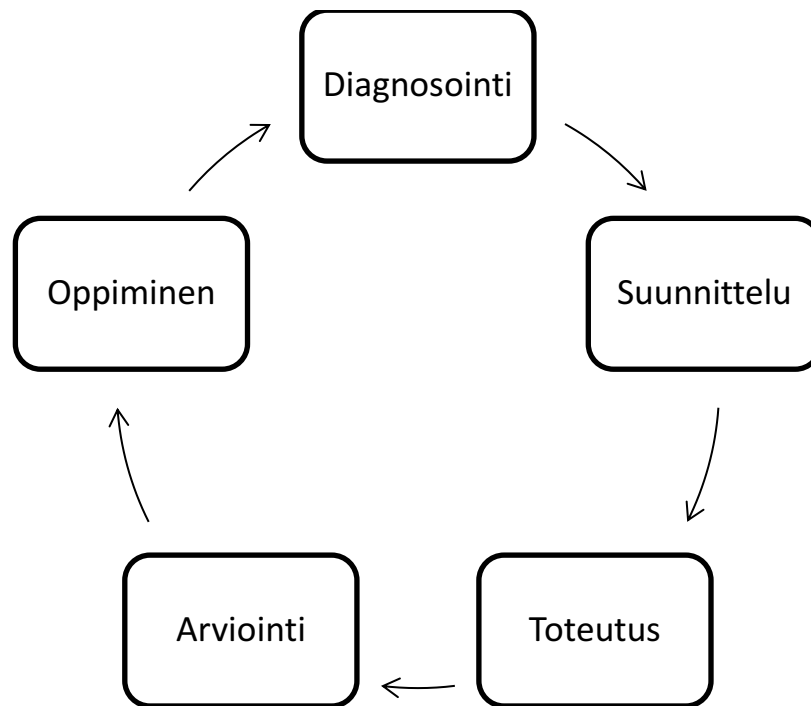 Diagnosointi
Suunnittelu
Toteutus
Arviointi
Oppiminen